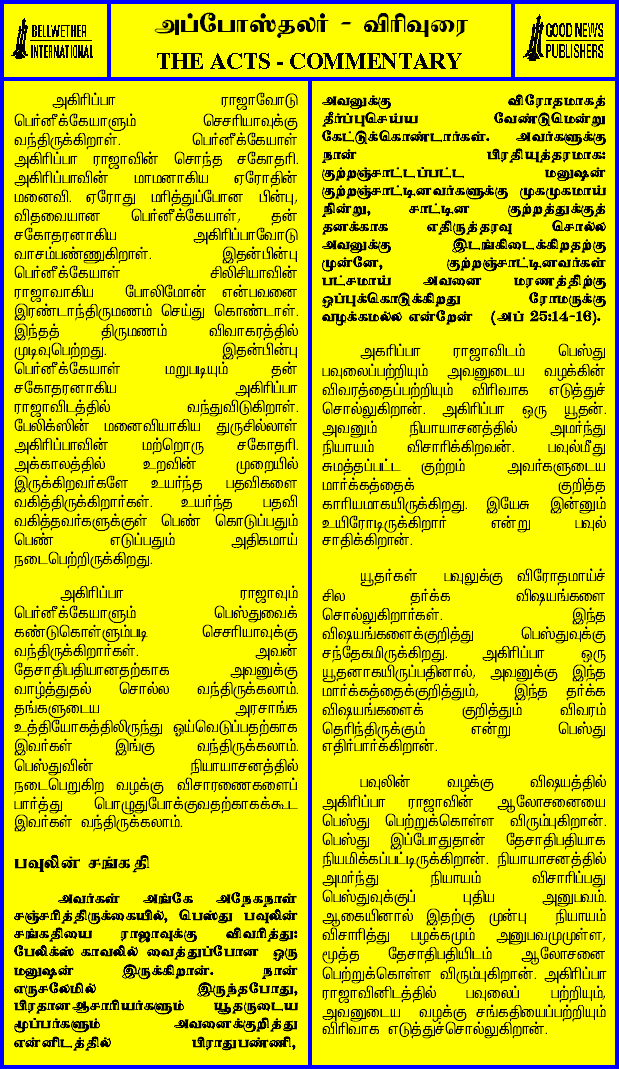 BELLWETHER
INTERNATIONAL
அப்போஸ்தலர் - விரிவுரை
THE ACTS - COMMENTARY
GOOD NEWS
PUBLISHERS
அகிரிப்பா ராஜாவோடு
பெர்னீக்கேயாளும் செசரியாவுக்கு
வந்திருக்கிறாள். பெர்னீக்கேயாள்
அகிரிப்பா ராஜாவின் சொந்த சகோதரி.
அகிரிப்பாவின் மாமனாகிய ஏரோதின்
மனைவி. ஏரோது மரித்துப்போன பின்பு,
விதவையான பெர்னீக்கேயாள், தன்
சகோதரனாகிய அகிரிப்பாவோடு
வாசம்பண்ணுகிறாள். இதன்பின்பு
பெர்னீக்கேயாள் சிலிசியாவின்
ராஜாவாகிய போலிமோன் என்பவனை
இரண்டாந்திருமணம் செய்து கொண்டாள்.
இந்தத் திருமணம் விவாகரத்தில்
முடிவுபெற்றது. இதன்பின்பு
பெர்னீக்கேயாள் மறுபடியும் தன்
சகோதரனாகிய அகிரிப்பா
ராஜாவிடத்தில் வந்துவிடுகிறாள்.
பேலிக்ஸின் மனைவியாகிய துருசில்லாள்
அகிரிப்பாவின் மற்றொரு சகோதரி.
அக்காலத்தில் உறவின் முறையில்
இருக்கிறவர்களே உயர்ந்த பதவிகளை
வகித்திருக்கிறார்கள். உயர்ந்த பதவி
வகித்தவர்களுக்குள் பெண் கொடுப்பதும்
பெண் எடுப்பதும் அதிகமாய்
நடைபெற்றிருக்கிறது.
அகிரிப்பா ராஜாவும்
பெர்னீக்கேயாளும் பெஸ்துவைக்
கண்டுகொள்ளும்படி செசரியாவுக்கு
வந்திருக்கிறார்கள். அவன்
தேசாதிபதியானதற்காக அவனுக்கு
வாழ்த்துதல் சொல்ல வந்திருக்கலாம்.
தங்களுடைய அரசாங்க
உத்தியோகத்திலிருந்து ஓய்வெடுப்பதற்காக
இவர்கள் இங்கு வந்திருக்கலாம்.
பெஸ்துவின் நியாயாசனத்தில்
நடைபெறுகிற வழக்கு விசாரணைகளைப்
பார்த்து பொழுதுபோக்குவதற்காகக்கூட
இவர்கள் வந்திருக்கலாம்.
பவுலின் சங்கதி
அவர்கள் அங்கே அநேகநாள்
சஞ்சரித்திருக்கையில், பெஸ்து பவுலின்
சங்கதியை ராஜாவுக்கு விவரித்து:
பேலிக்ஸ் காவலில் வைத்துப்போன ஒரு
மனுஷன் இருக்கிறான். நான்
எருசலேமில் இருந்தபோது,
பிரதானஆசாரியர்களும் யூதருடைய
மூப்பர்களும் அவனைக்குறித்து
என்னிடத்தில் பிராதுபண்ணி,
அவனுக்கு விரோதமாகத்
தீர்ப்புசெய்ய வேண்டுமென்று
கேட்டுக்கொண்டார்கள். அவர்களுக்கு
நான் பிரதியுத்தரமாக:
குற்றஞ்சாட்டப்பட்ட மனுஷன்
குற்றஞ்சாட்டினவர்களுக்கு முகமுகமாய்
நின்று, சாட்டின குற்றத்துக்குத்
தனக்காக எதிருத்தரவு சொல்ல
அவனுக்கு இடங்கிடைக்கிறதற்கு
முன்னே, குற்றஞ்சாட்டினவர்கள்
பட்சமாய் அவனை மரணத்திற்கு
ஒப்புக்கொடுக்கிறது ரோமருக்கு
வழக்கமல்ல என்றேன் (அப் 25:14-16).
அகரிப்பா ராஜாவிடம் பெஸ்து
பவுலைப்பற்றியும் அவனுடைய வழக்கின்
விவரத்தைப்பற்றியும் விரிவாக எடுத்துச்
சொல்லுகிறான். அகிரிப்பா ஒரு யூதன்.
அவனும் நியாயாசனத்தில் அமர்ந்து
நியாயம் விசாரிக்கிறவன். பவுல்மீது
சுமத்தப்பட்ட குற்றம் அவர்களுடைய
மார்க்கத்தைக் குறித்த
காரியமாகயிருக்கிறது. இயேசு இன்னும்
உயிரோடிருக்கிறார் என்று பவுல்
சாதிக்கிறான்.
யூதர்கள் பவுலுக்கு விரோதமாய்ச்
சில தர்க்க விஷயங்களை
சொல்லுகிறார்கள். இந்த
விஷயங்களைக்குறித்து பெஸ்துவுக்கு
சந்தேகமிருக்கிறது. அகிரிப்பா ஒரு
யூதனாகயிருப்பதினால், அவனுக்கு இந்த
மார்க்கத்தைக்குறித்தும், இந்த தர்க்க
விஷயங்களைக் குறித்தும் விவரம்
தெரிந்திருக்கும் என்று பெஸ்து
எதிர்பார்க்கிறான்.
பவுலின் வழக்கு விஷயத்தில்
அகிரிப்பா ராஜாவின் ஆலோசனையை
பெஸ்து பெற்றுக்கொள்ள விரும்புகிறான்.
பெஸ்து இப்போதுதான் தேசாதிபதியாக
நியமிக்கப்பட்டிருக்கிறான். நியாயாசனத்தில்
அமர்ந்து நியாயம் விசாரிப்பது
பெஸ்துவுக்குப் புதிய அனுபவம்.
ஆகையினால் இதற்கு முன்பு நியாயம்
விசாரித்து பழக்கமும் அனுபவமுமுள்ள,
மூத்த தேசாதிபதியிடம் ஆலோசனை
பெற்றுக்கொள்ள விரும்புகிறான். அகிரிப்பா
ராஜாவினிடத்தில் பவுலைப் பற்றியும்,
அவனுடைய வழக்கு சங்கதியைப்பற்றியும்
விரிவாக எடுத்துச்சொல்லுகிறான்.